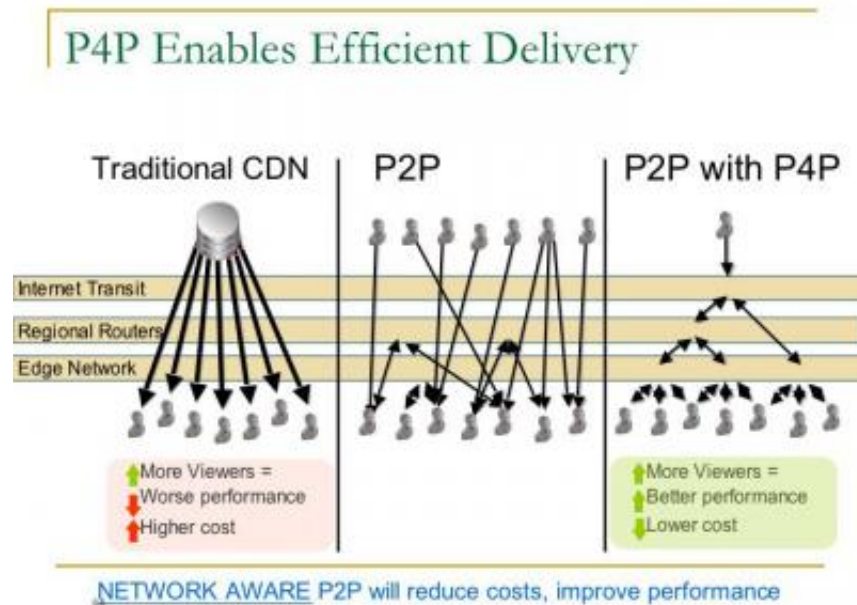 P4P Enables Efficient Delivery
Traditional CDN
P2P
P2P with P4P
Internet Transit
Regional Routers
Edge Network
More Viewers =
Worse performance
Higher cost
More Viewers =
Better performance
Lower cost
NETWORK AWARE P2P will reduce costs, improve performance